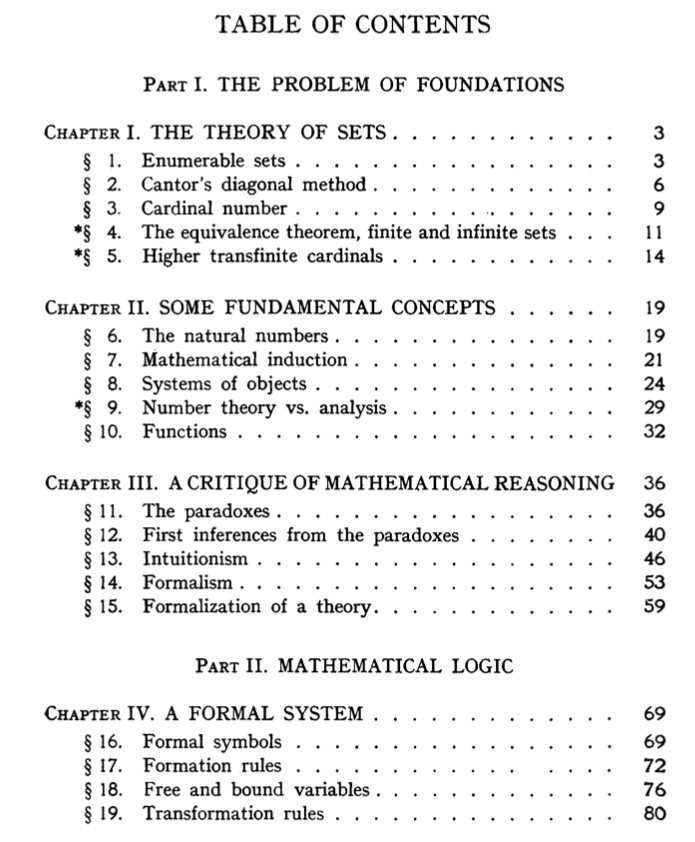 TABLE OF CONTENTS
PART I. THE PROBLEM OF FOUNDATIONS
CHAPTER I. THE THEORY OF SETS . . . . . . . . . . . . 3
§ 1. Enumerable sets . . . . . . . . . . . . . . . . . 3
§ 2. Cantor's diagonal method . . . . . . . . . . . . . 6
§ 3. Cardinal number . . . . . . . . . . . . . . . . . 9
*§ 4. The equivalence theorem, finite and infinite sets . . . 11
*§ 5. Higher transfinite cardinals . . . . . . . . . . . . 14
CHAPTER II. SOME FUNDAMENTAL CONCEPTS . . . . . . 19
§ 6. The natural numbers . . . . . . . . . . . . . . . 19
§ 7. Mathematical induction . . . . . . . . . . . . . . 21
§ 8. Systems of objects . . . . . . . . . . . . . . . . 24
*§ 9. Number theory vs. analysis . . . . . . . . . . . . 29
§ 10. Functions . . . . . . . . . . . . . . . . . . . . 32
CHAPTER III. A CRITIQUE OF MATHEMATICAL REASONING 36
§ 11. The paradoxes . . . . . . . . . . . . . . . . . . 36
§ 12. First inferences from the paradoxes . . . . . . . . 40
§ 13. Intuitionism . . . . . . . . . . . . . . . . . . . 46
§ 14. Formalism . . . . . . . . . . . . . . . . . . . . 53
§ 15. Formalization of a theory . . . . . . . . . . . . . 59
PART II. MATHEMATICAL LOGIC
CHAPTER IV. A FORMAL SYSTEM . . . . . . . . . . . . . 69
§ 16. Formal symbols . . . . . . . . . . . . . . . . . 69
§ 17. Formation rules . . . . . . . . . . . . . . . . 72
§ 18. Free and bound variables . . . . . . . . . . . . . 76
§ 19. Transformation rules . . . . . . . . . . . . . . . 80